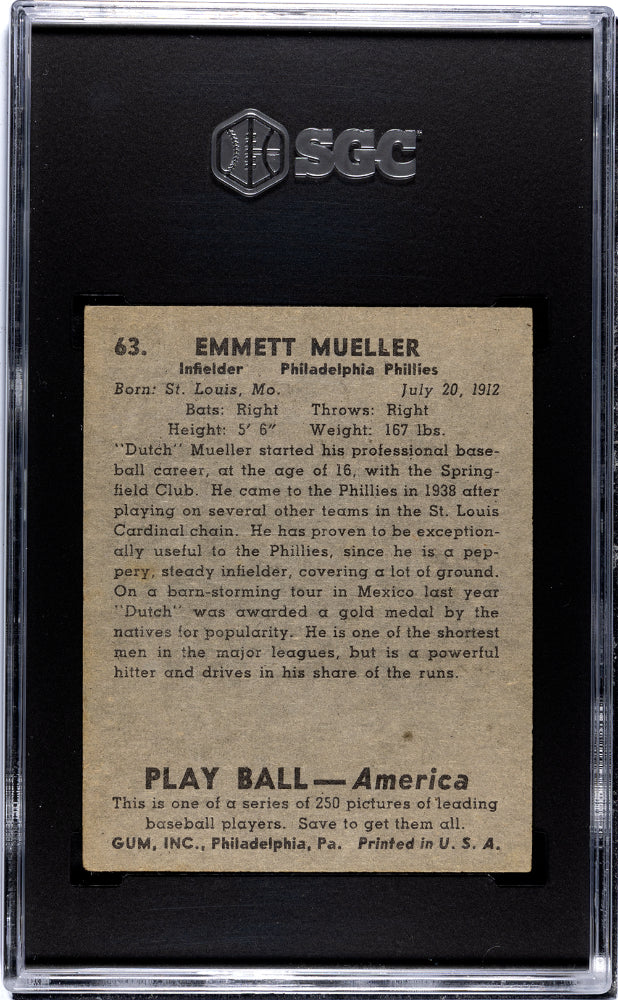 SGC
63. EMMETT MUELLER
Infielder Philadelphia Phillies
Born: St. Louis, Mo. July 20, 1912
Bats: Right Throws: Right
Height: 5' 6" Weight: 167 lbs.
"Dutch" Mueller started his professional base-
ball career, at the age of 16, with the Spring-
field Club. He came to the Phillies in 1938 after
playing on several other teams in the St. Louis
Cardinal chain. He has proven to be exception-
ally useful to the Phillies, since he is a pep-
pery, steady infielder, covering a lot of ground.
On a barn-storming tour in Mexico last year
"Dutch" was awarded a gold medal by the
natives for popularity. He is one of the shortest
men in the major leagues, but is a powerful
hitter and drives in his share of the runs.
PLAY BALL—America
This is one of a series of 250 pictures of leading
baseball players. Save to get them all.
GUM, INC., Philadelphia, Pa. Printed in U. S. A.